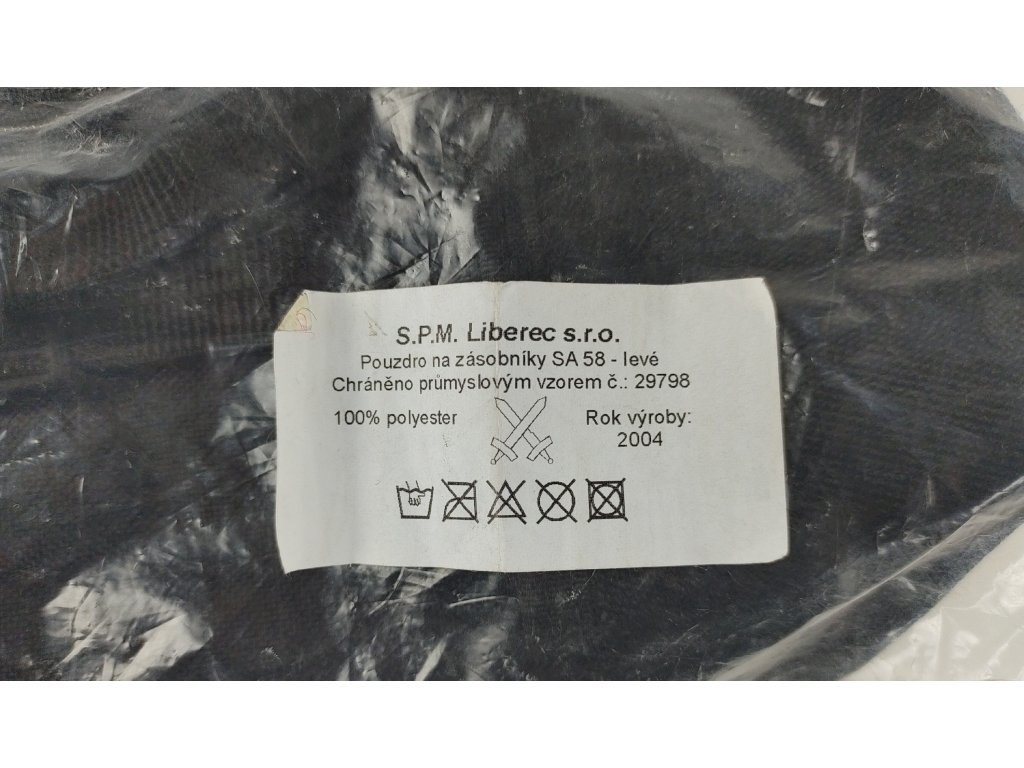 S.P.M. Liberec s.r.o.
Pouzdro na zásobníky SA 58 - levé
Chráněno průmyslovým vzorem č.: 29798
100% polyester
Rok výroby:
2004